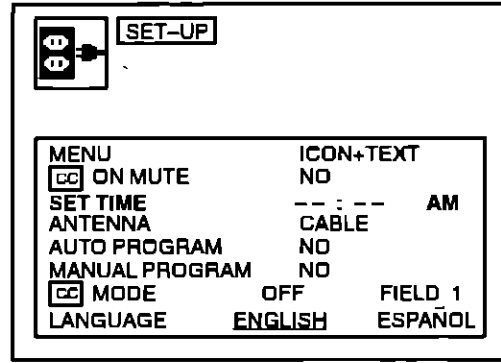 SET-UP
MENU ICON+TEXT
CC ON MUTE NO
SET TIME -- : -- AM
ANTENNA CABLE
AUTO PROGRAM NO
MANUAL PROGRAM NO
CC MODE OFF FIELD 1
LANGUAGE ENGLISH ESPAÑOL